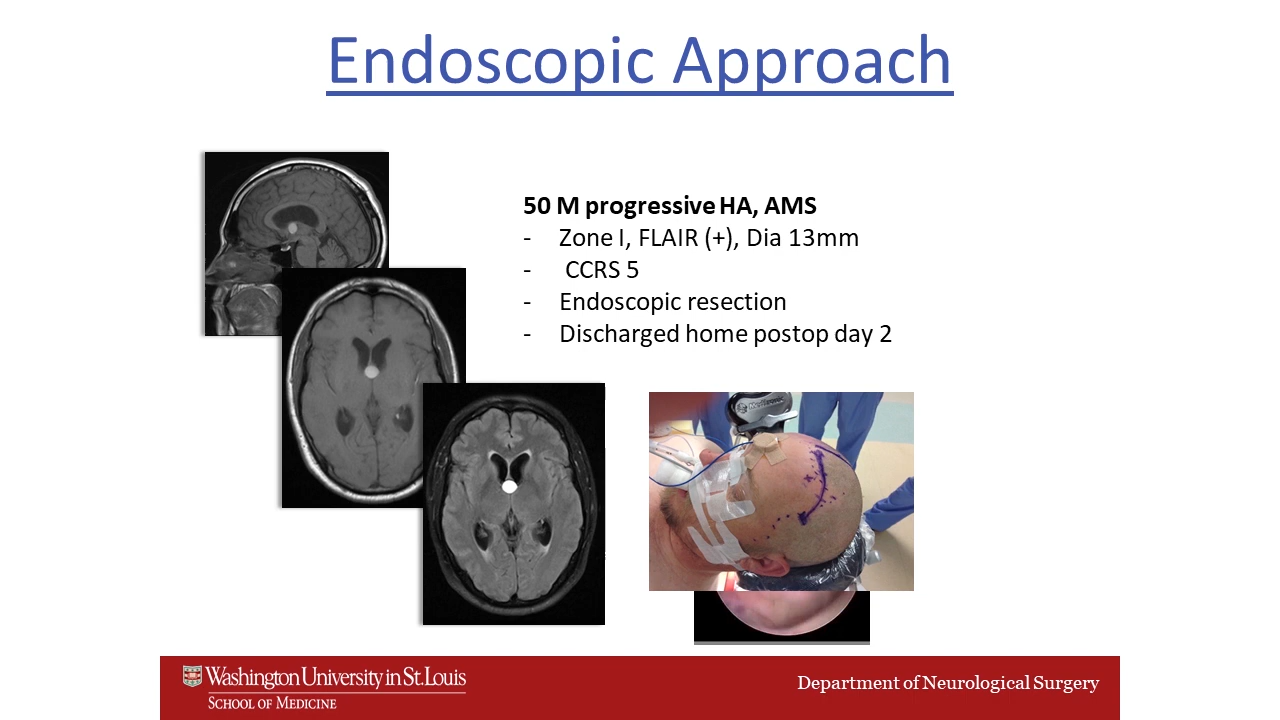 Endoscopic Approach
50 M progressive HA, AMS
- Zone I, FLAIR (+), Dia 13mm
- CCRS 5
- Endoscopic resection
- Discharged home postop day 2
Washington University in St. Louis
SCHOOL OF MEDICINE
Department of Neurological Surgery